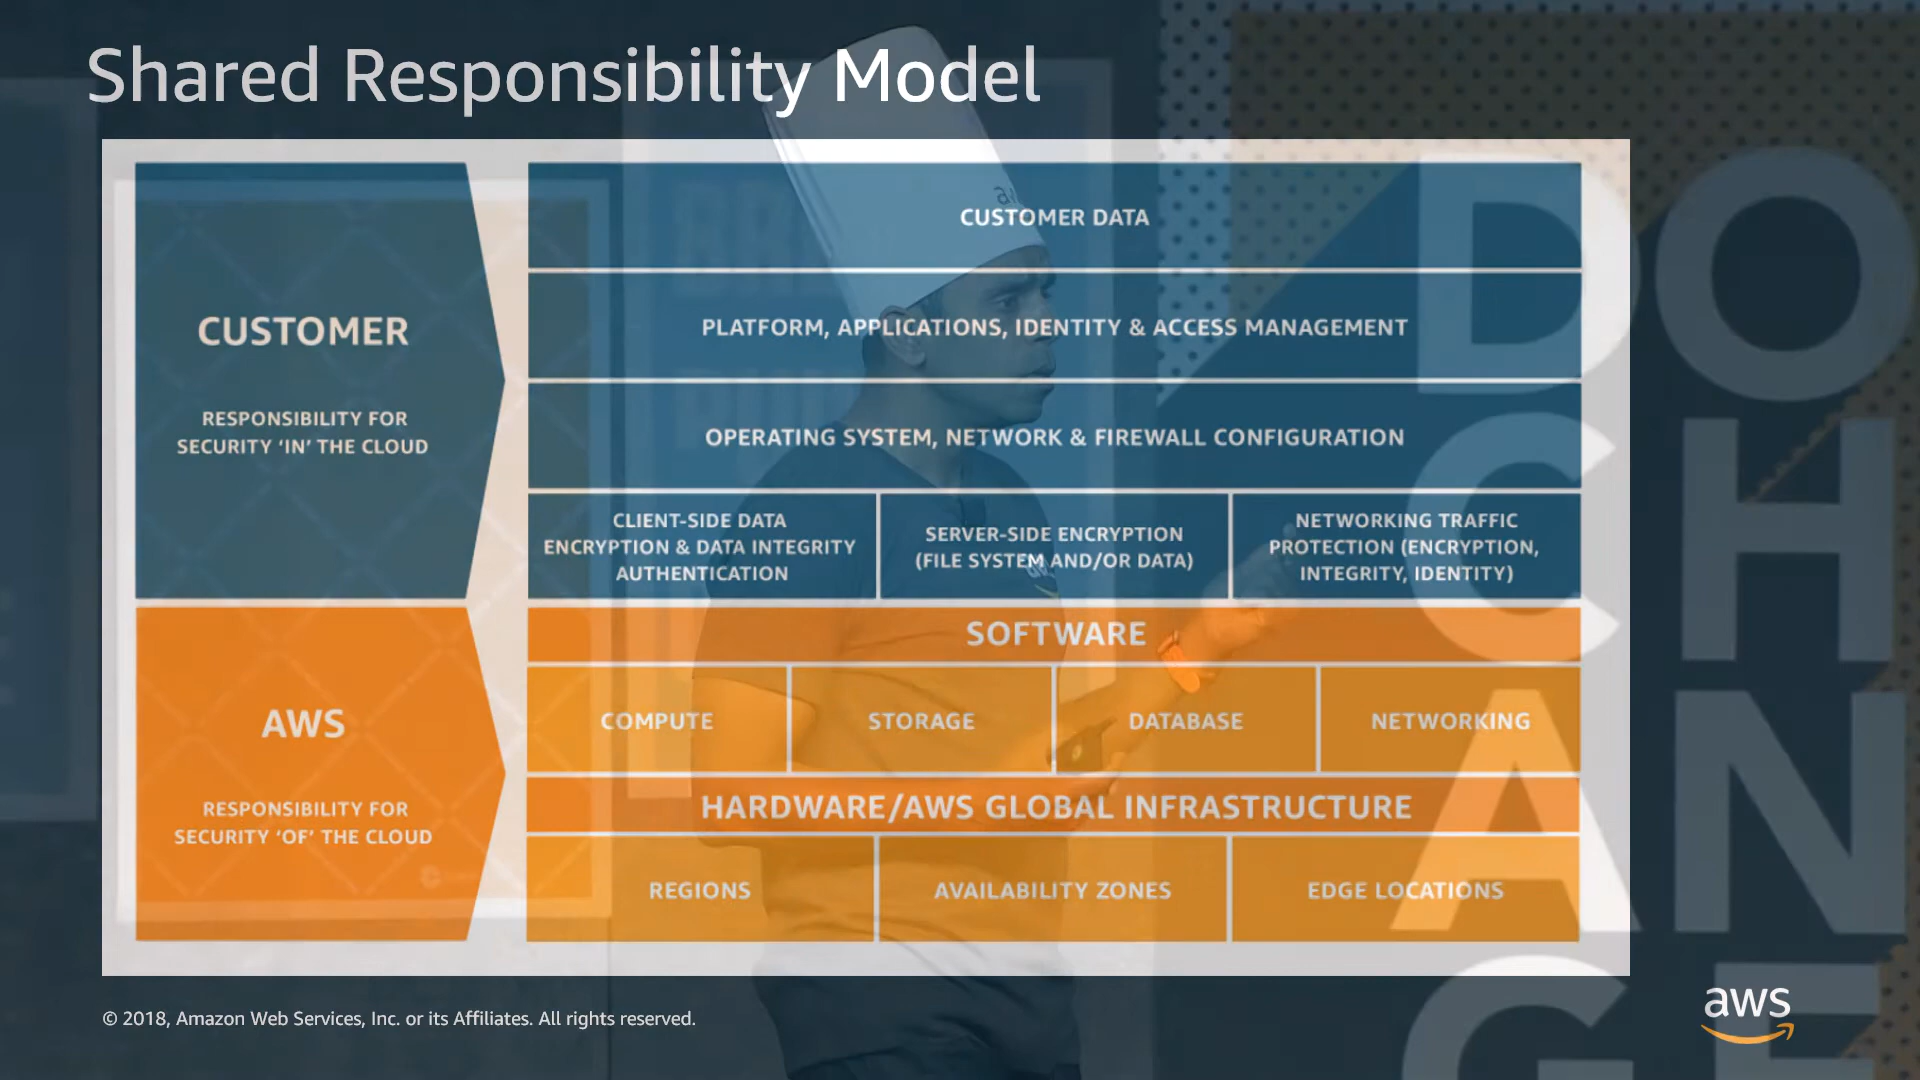 Shared Responsibility Model
CUSTOMER
RESPONSIBILITY FOR
SECURITY ‘IN’ THE CLOUD
CUSTOMER DATA
PLATFORM, APPLICATIONS, IDENTITY & ACCESS MANAGEMENT
OPERATING SYSTEM, NETWORK & FIREWALL CONFIGURATION
CLIENT-SIDE DATA
ENCRYPTION & DATA INTEGRITY
AUTHENTICATION
SERVER-SIDE ENCRYPTION
(FILE SYSTEM AND/OR DATA)
NETWORKING TRAFFIC
PROTECTION (ENCRYPTION,
INTEGRITY, IDENTITY)
AWS
RESPONSIBILITY FOR
SECURITY ‘OF’ THE CLOUD
SOFTWARE
COMPUTE
STORAGE
DATABASE
NETWORKING
HARDWARE/AWS GLOBAL INFRASTRUCTURE
REGIONS
AVAILABILITY ZONES
EDGE LOCATIONS
DO
CH
AN
GE
© 2018, Amazon Web Services, Inc. or its Affiliates. All rights reserved.
aws